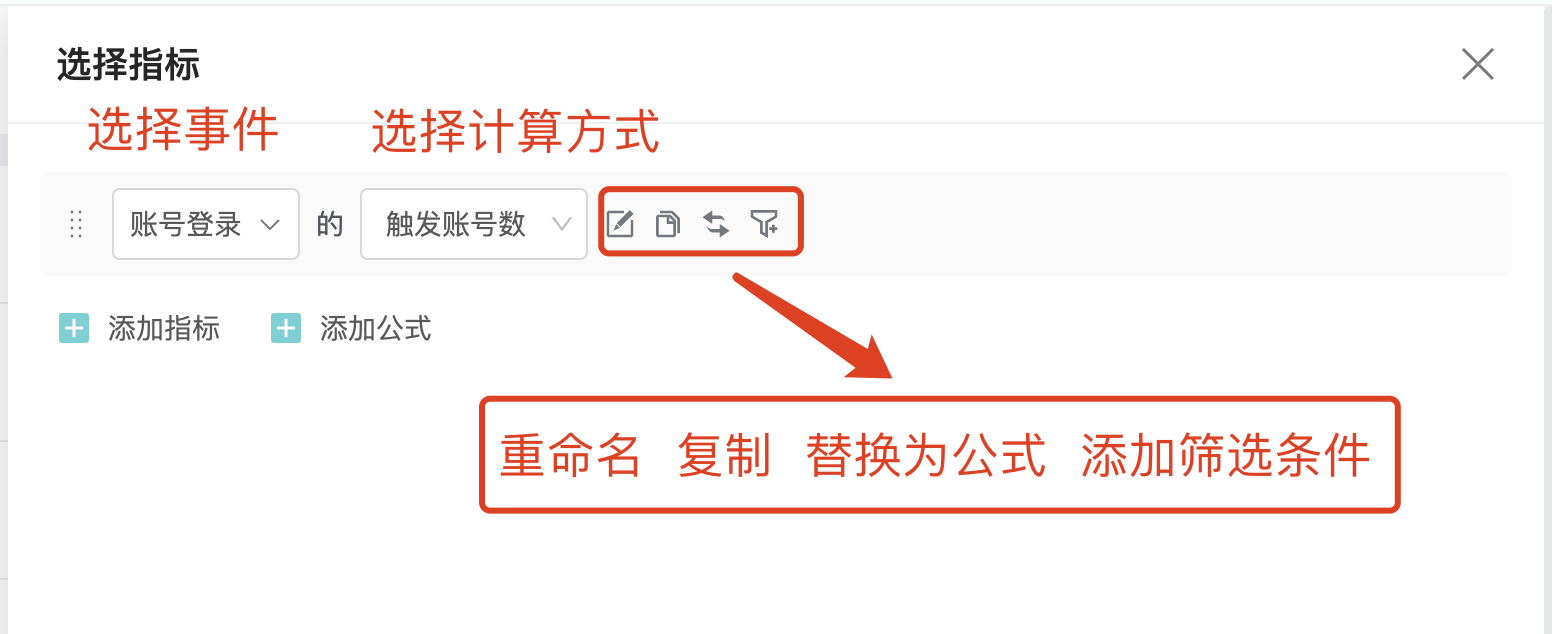 选择指标
选择事件 选择计算方式
账号登录 的 触发账号数
添加指标 添加公式
重命名 复制 替换为公式 添加筛选条件